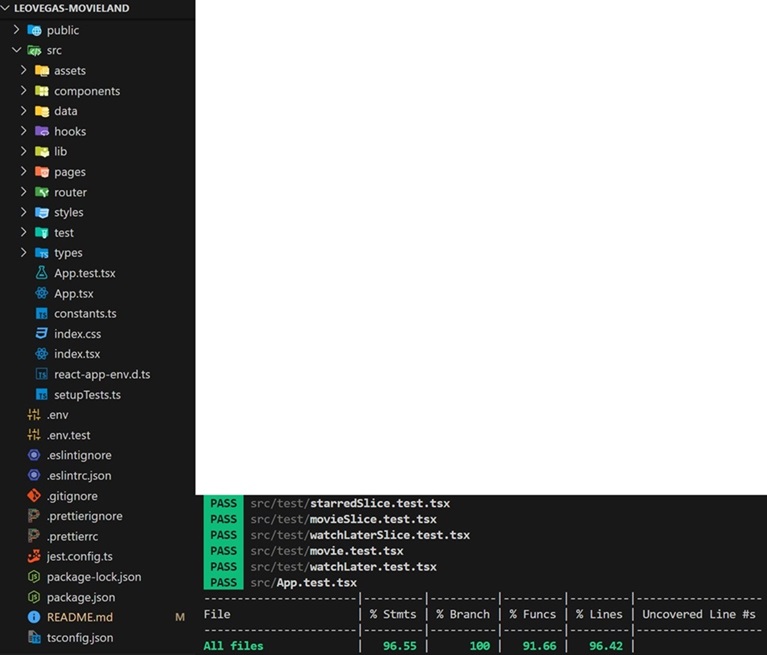 LEOVEGAS-MOVIELAND
public
src
assets
components
data
hooks
lib
pages
router
styles
test
types
App.test.tsx
App.tsx
constants.ts
index.css
index.tsx
react-app-env.d.ts
setupTests.ts
.env
.env.test
.eslintignore
.eslintrc.json
.gitignore
.prettierignore
.prettierrc
jest.config.ts
package-lock.json
package.json
README.md M
tsconfig.json
PASS src/test/starredSlice.test.tsx
PASS src/test/movieSlice.test.tsx
PASS src/test/watchLaterSlice.test.tsx
PASS src/test/movie.test.tsx
PASS src/test/watchLater.test.tsx
PASS src/App.test.tsx
File | % Stmts | % Branch | % Funcs | % Lines | Uncovered Line #s
All files | 96.55 | 100 | 91.66 | 96.42 |